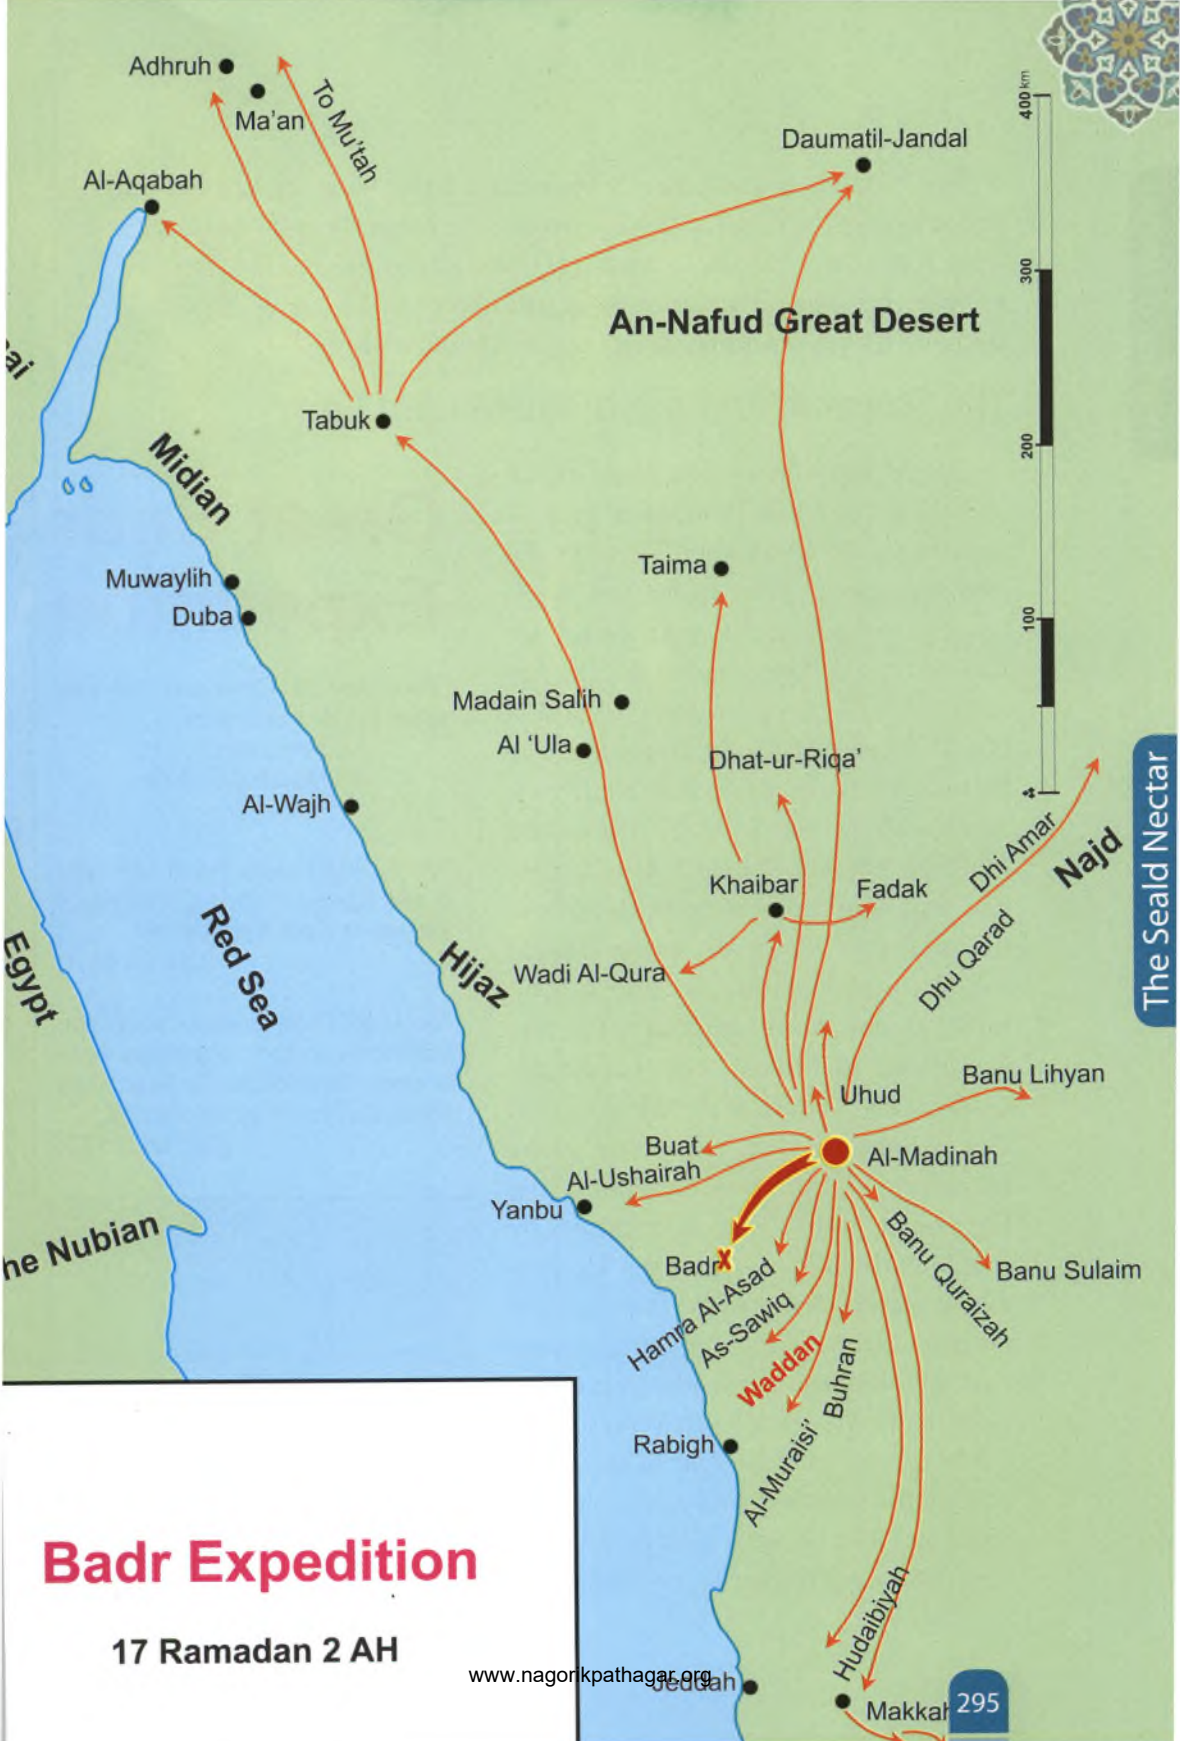 Adhruh
Ma'an
To Mu'tah
Al-Aqabah
Daumatil-Jandal
400 km
300
200
100
An-Nafud Great Desert
Tabuk
Midian
Muwaylih
Duba
Taima
Madain Salih
Al 'Ula
Dhat-ur-Riqa'
Al-Wajh
Khaibar
Fadak
Dhi Amar
Najd
The Seald Nectar
Dhu Qarad
Wadi Al-Qura
Hijaz
Red Sea
Egypt
Banu Lihyan
Uhud
Al-Madinah
Buat
Al-Ushairah
Yanbu
he Nubian
Badr
Hamra Al-Asad
As-Sawiq
Waddan
Buhran
Banu Quraizah
Banu Sulaim
Al-Muraisi'
Rabigh
Hudaibiyah
Jeddah
Makkah
Badr Expedition
17 Ramadan 2 AH
www.nagorikpathagar.org
295